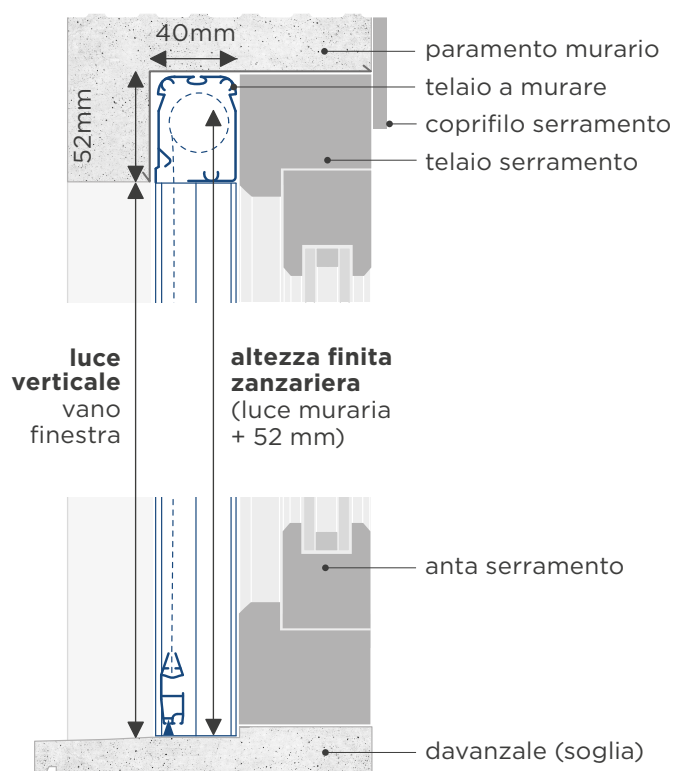 40mm
52mm
paramento murario
telaio a murare
coprifilo serramento
telaio serramento
luce
verticale
vano
finestra
altezza finita
zanzariera
(luce muraria
+ 52 mm)
anta serramento
davanzale (soglia)